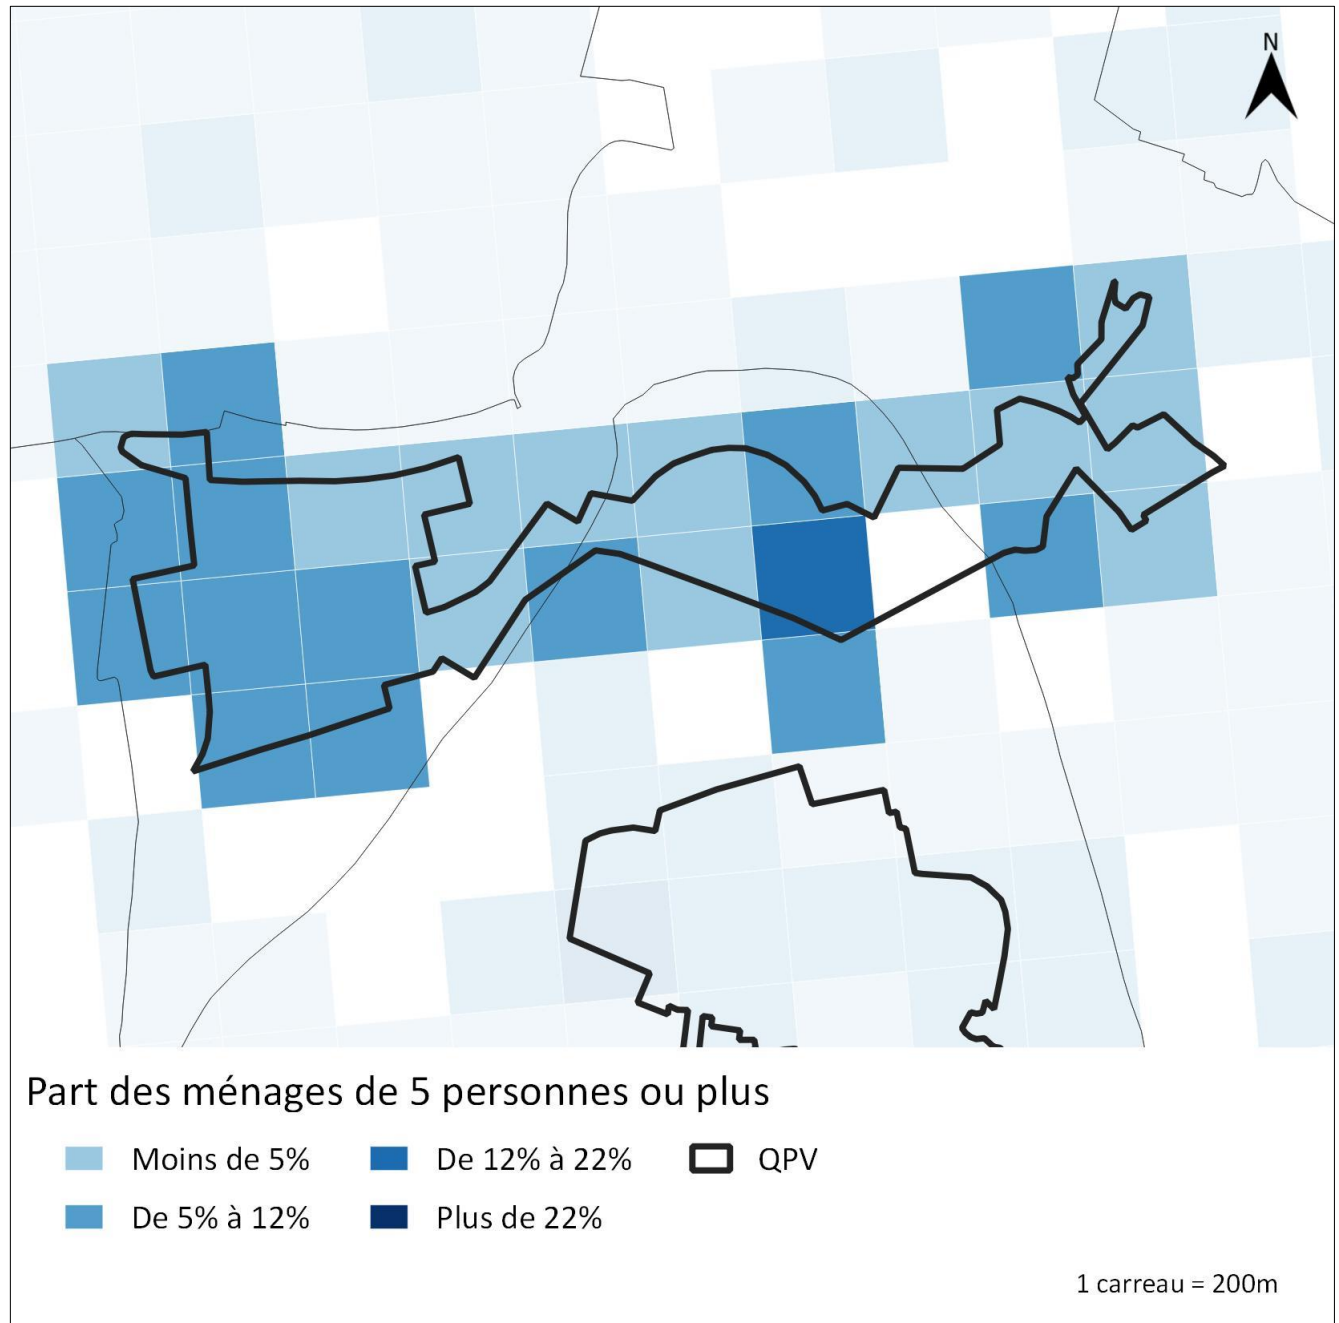 N
Part des ménages de 5 personnes ou plus
Moins de 5% De 12% à 22% QPV
De 5% à 12% Plus de 22%
1 carreau = 200m